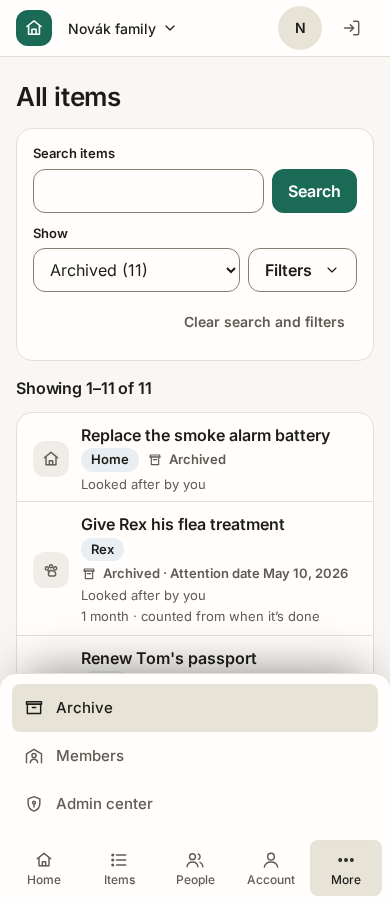 Novák family
N
All items
Search items
Search
Show
Archived (11)
Filters
Clear search and filters
Showing 1–11 of 11
Replace the smoke alarm battery
Home
Archived
Looked after by you
Give Rex his flea treatment
Rex
Archived · Attention date May 10, 2026
Looked after by you
1 month · counted from when it’s done
Renew Tom's passport
Archive
Members
Admin center
Home
Items
People
Account
More